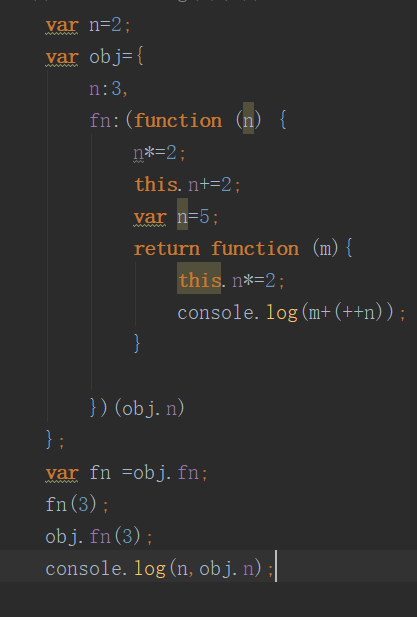 var n=2;
var obj={
n:3,
fn:(function (n) {
n*=2;
this.n+=2;
var n=5;
return function (m){
this.n*=2;
console.log(m+(++n));
}
})(obj.n)
};
var fn =obj.fn;
fn(3);
obj.fn(3);
console.log(n,obj.n);